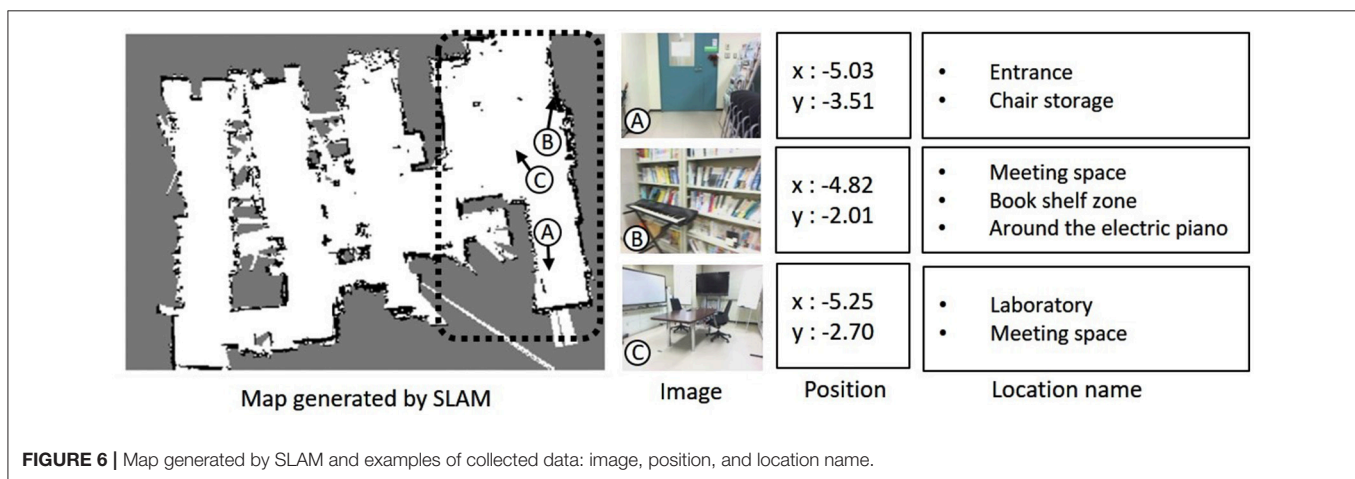 B
C
A
Map generated by SLAM
A
x : -5.03
y : -3.51
• Entrance
• Chair storage
B
x : -4.82
y : -2.01
• Meeting space
• Book shelf zone
• Around the electric piano
C
x : -5.25
y : -2.70
• Laboratory
• Meeting space
Image
Position
Location name
FIGURE 6 | Map generated by SLAM and examples of collected data: image, position, and location name.